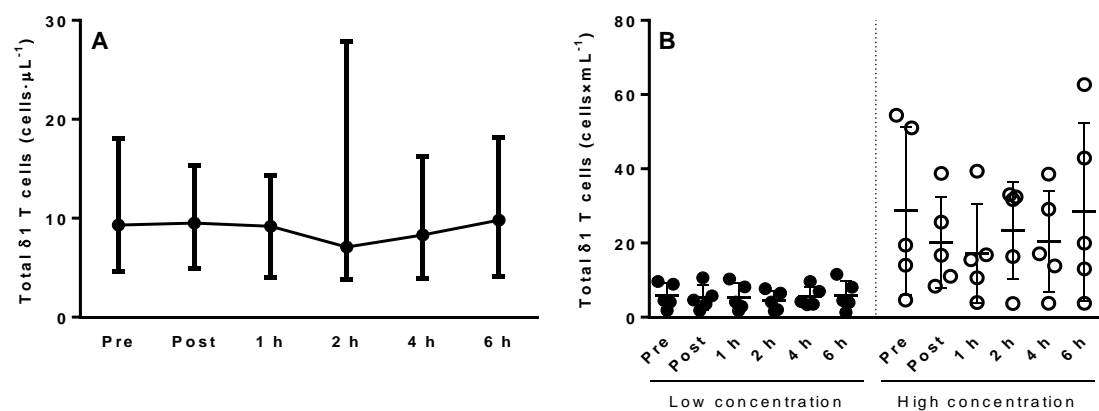 A
Total δ1 T cells (cells·µL⁻¹)
30
20
10
0
Pre Post 1 h 2 h 4 h 6 h
B
Total δ1 T cells (cells×mL⁻¹)
80
60
40
20
0
Pre Post 1 h 2 h 4 h 6 h Pre Post 1 h 2 h 4 h 6 h
Low concentration High concentration